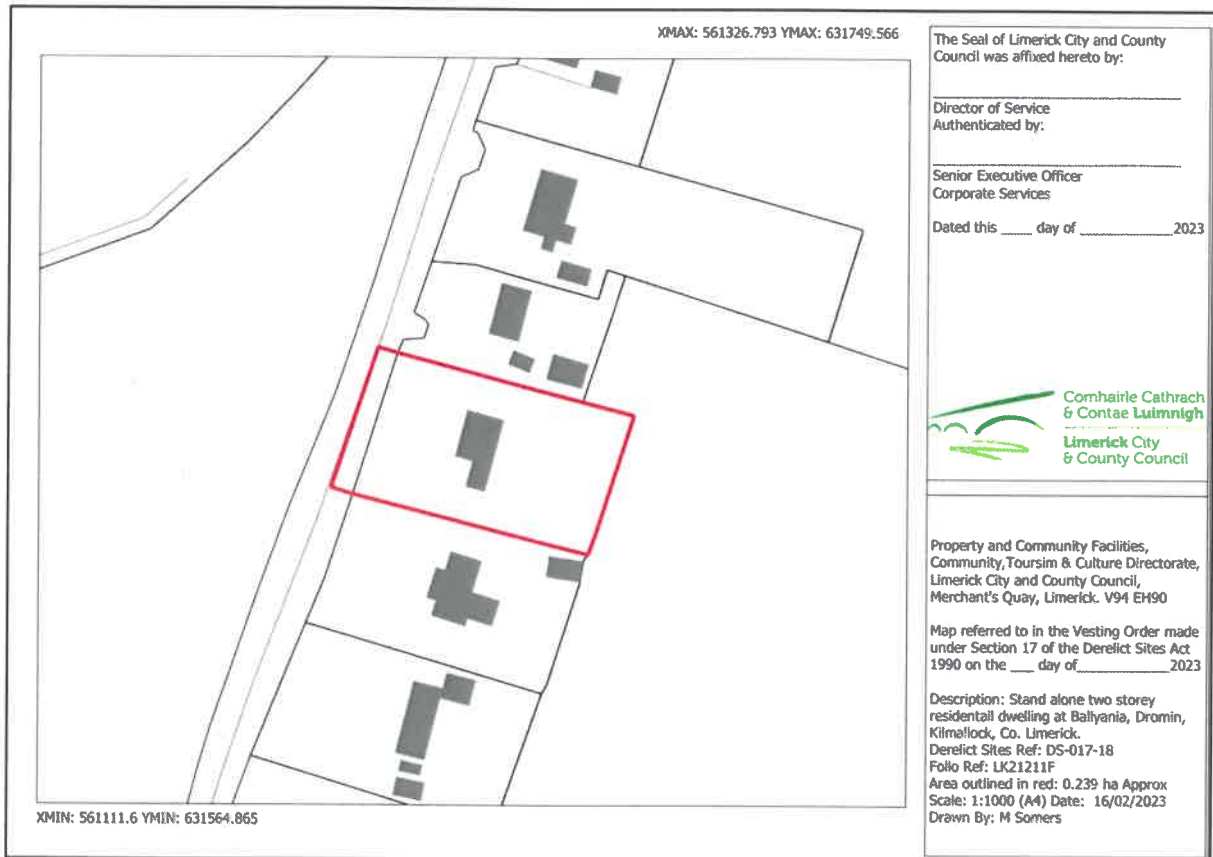 XMAX: 561326.793 YMAX: 631749.566
XMIN: 561111.6 YMIN: 631564.865
The Seal of Limerick City and County
Council was affixed hereto by:
Director of Service
Authenticated by:
Senior Executive Officer
Corporate Services
Dated this ____ day of ____________2023
Comhairle Cathrach
& Contae Luimnigh
Limerick City
& County Council
Property and Community Facilities,
Community,Toursim & Culture Directorate,
Limerick City and County Council,
Merchant's Quay, Limerick. V94 EH90
Map referred to in the Vesting Order made
under Section 17 of the Derelict Sites Act
1990 on the ___ day of____________2023
Description: Stand alone two storey
residentail dwelling at Ballyania, Dromin,
Kilmallock, Co. Limerick.
Derelict Sites Ref: DS-017-18
Folio Ref: LK21211F
Area outlined in red: 0.239 ha Approx
Scale: 1:1000 (A4) Date: 16/02/2023
Drawn By: M Somers